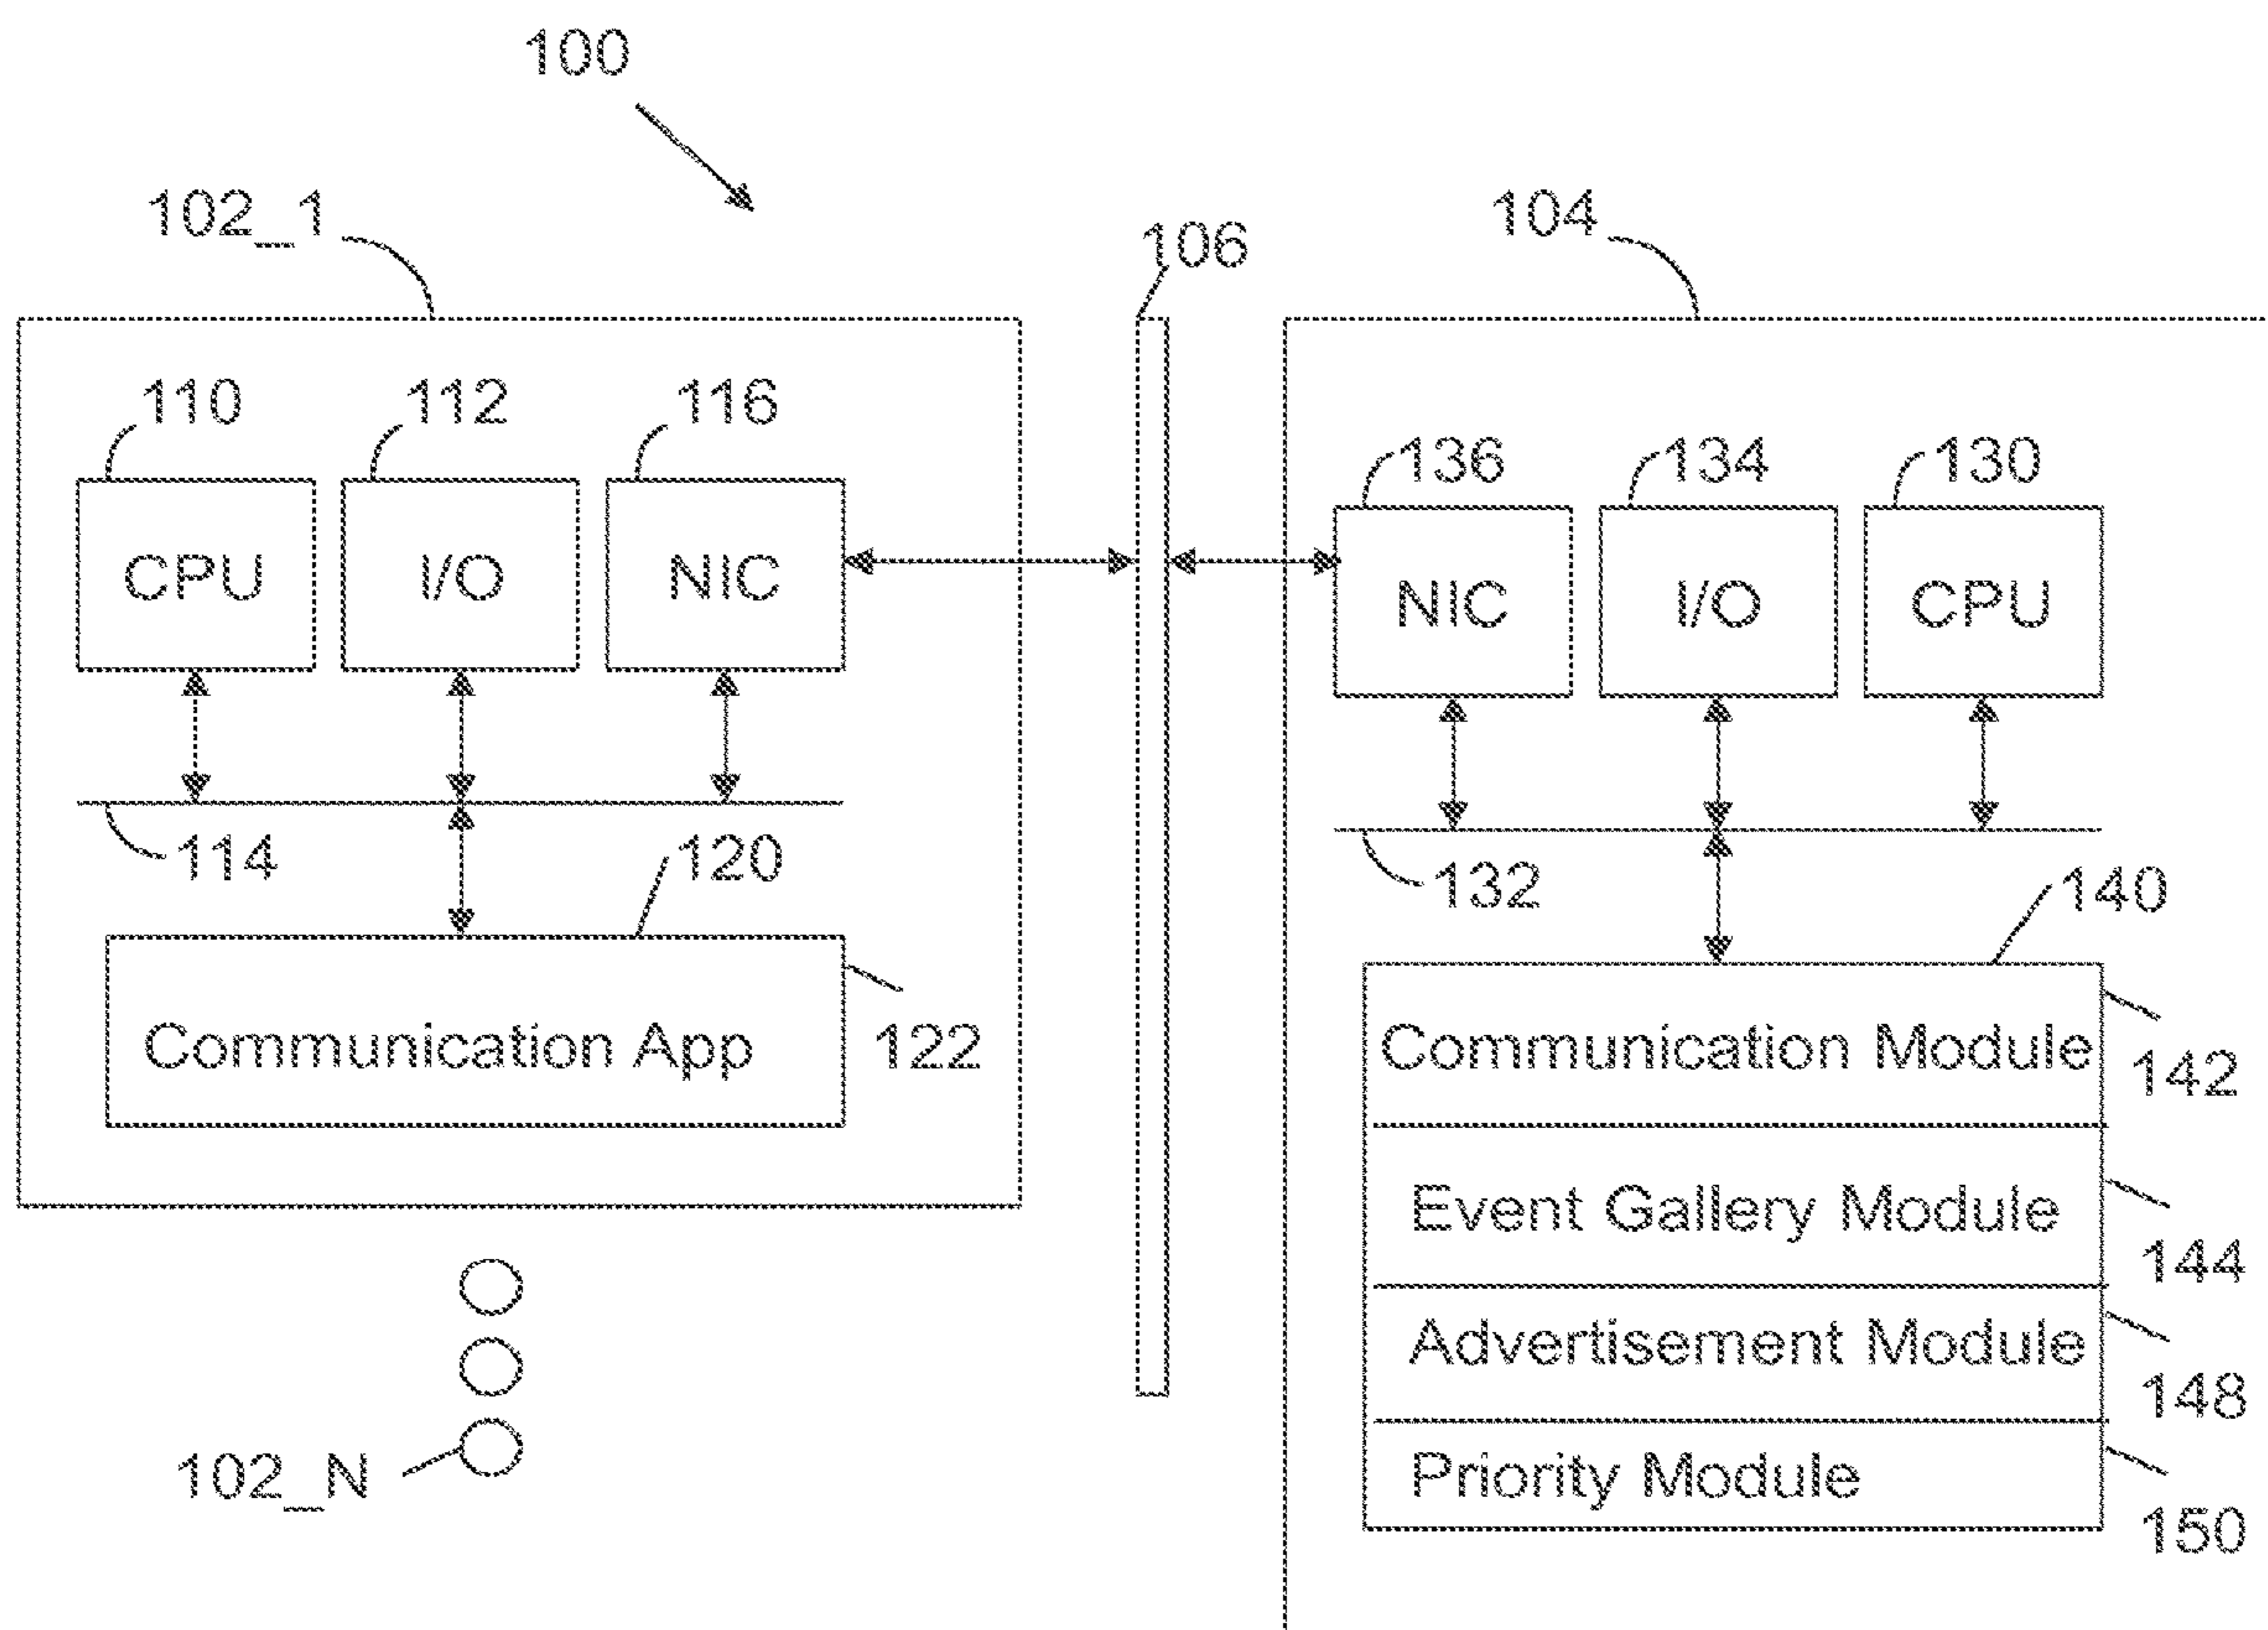 100
102_1
104
106
110
112
116
136
134
130
CPU
I/O
NIC
NIC
I/O
CPU
114
120
132
140
Communication App
122
Communication Module
142
Event Gallery Module
144
Advertisement Module
148
102_N
Priority Module
150